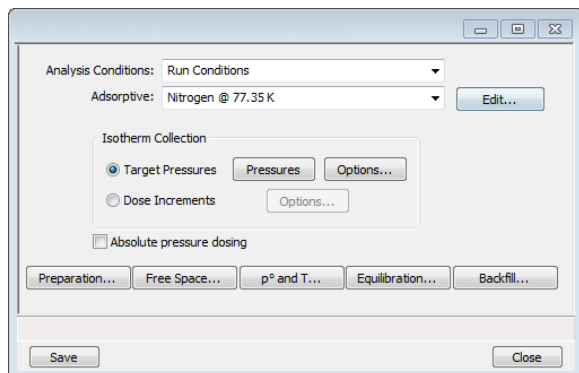 Analysis Conditions: Run Conditions
Adsorptive: Nitrogen @ 77.35 K Edit...
Isotherm Collection
Target Pressures Pressures Options...
Dose Increments Options...
Absolute pressure dosing
Preparation... Free Space... p° and T... Equilibration... Backfill...
Save Close